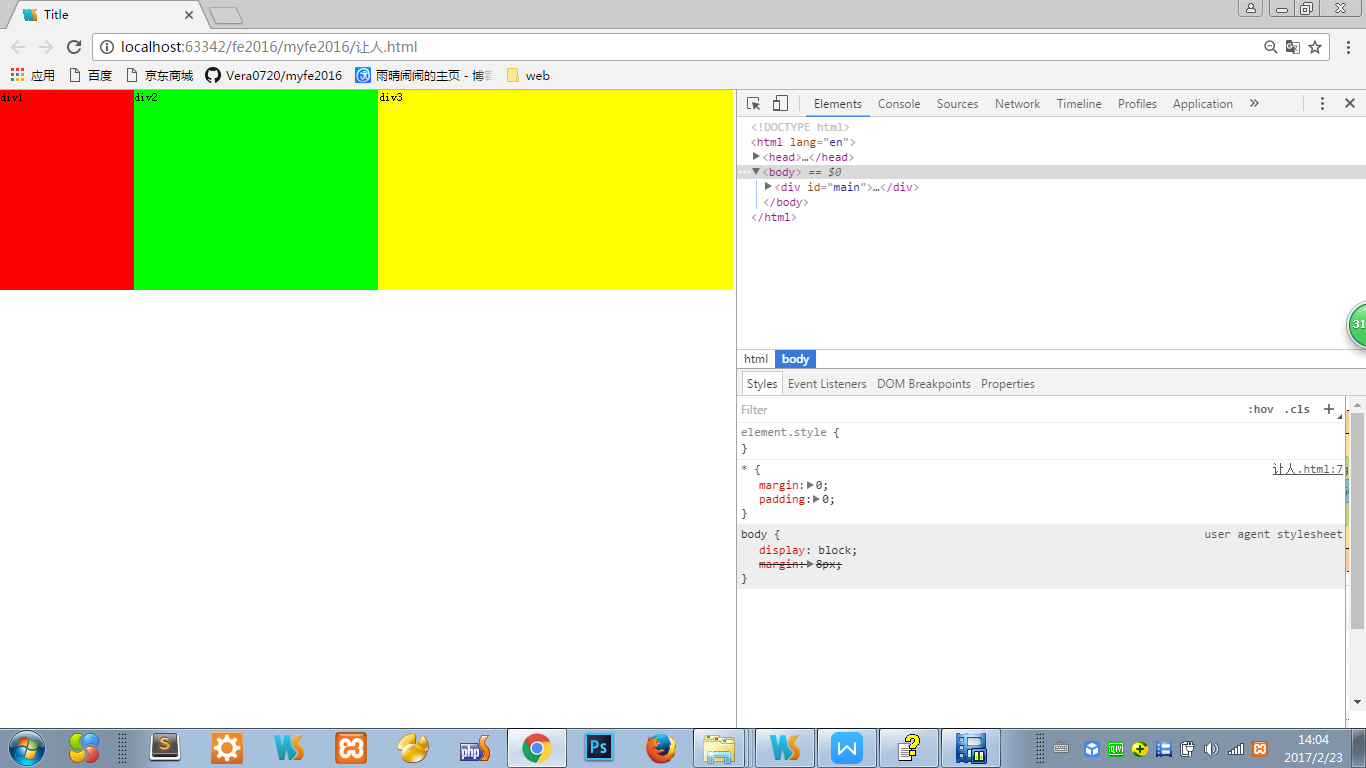 Title
localhost:63342/fe2016/myfe2016/让人.html
应用 百度 京东商城 Vera0720/myfe2016 雨晴闹闹的主页 - 博客 web
div1 div2 div3
Elements Console Sources Network Timeline Profiles Application »
<!DOCTYPE html>
<html lang="en">
<head>…</head>
<body> == $0
<div id="main">…</div>
</body>
</html>
31
html body
Styles Event Listeners DOM Breakpoints Properties
Filter :hov .cls +
element.style {
}
* { 让人.html:7
margin: 0;
padding: 0;
}
body { user agent stylesheet
display: block;
margin: 8px;
}
14:04
2017/2/23